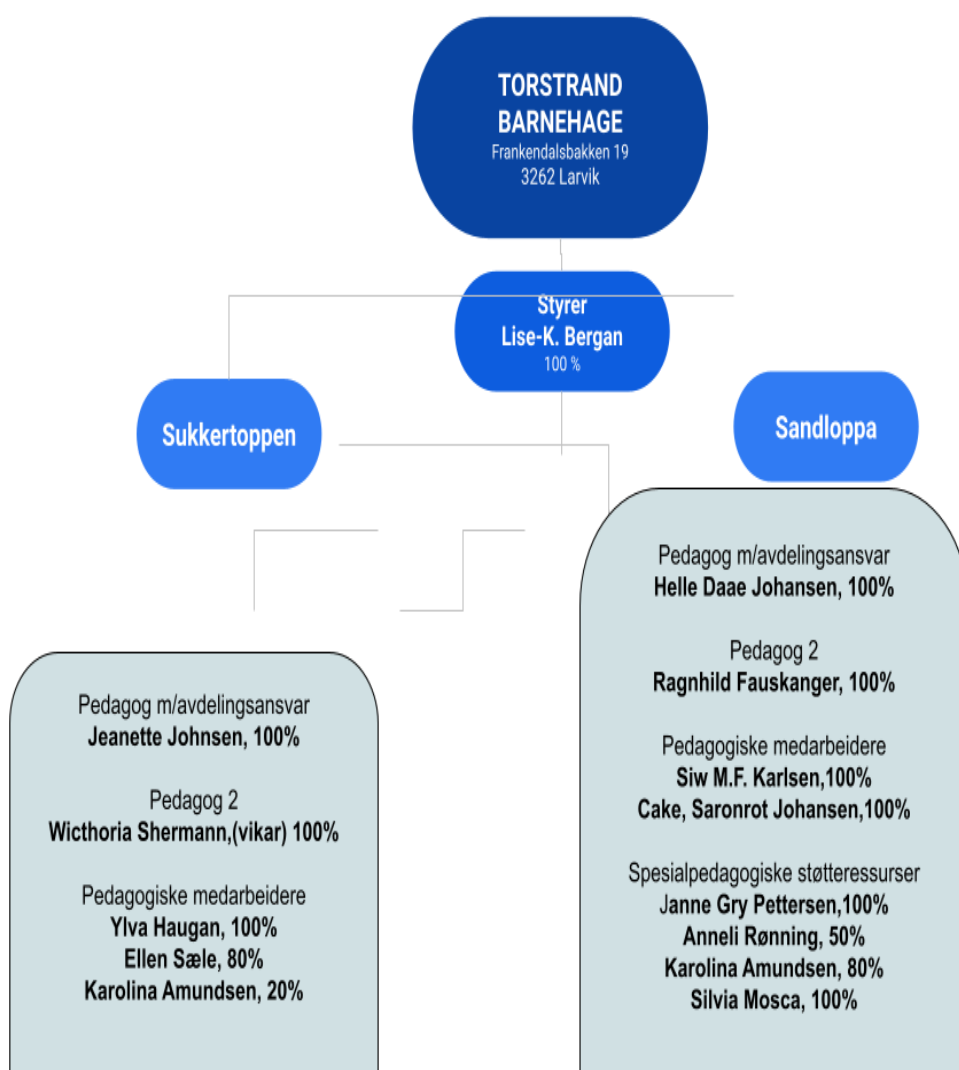 TORSTRAND
BARNEHAGE
Frankendalsbakken 19
3262 Larvik
Styrer
Lise-K. Bergan
100 %
Sukkertoppen
Sandloppa
Pedagog m/avdelingsansvar
Jeanette Johnsen, 100%
Pedagog 2
Wicthoria Shermann,(vikar) 100%
Pedagogiske medarbeidere
Ylva Haugan, 100%
Ellen Sæle, 80%
Karolina Amundsen, 20%
Pedagog m/avdelingsansvar
Helle Daae Johansen, 100%
Pedagog 2
Ragnhild Fauskanger, 100%
Pedagogiske medarbeidere
Siw M.F. Karlsen,100%
Cake, Saronrot Johansen,100%
Spesialpedagogiske støtteressurser
Janne Gry Pettersen,100%
Anneli Rønning, 50%
Karolina Amundsen, 80%
Silvia Mosca, 100%